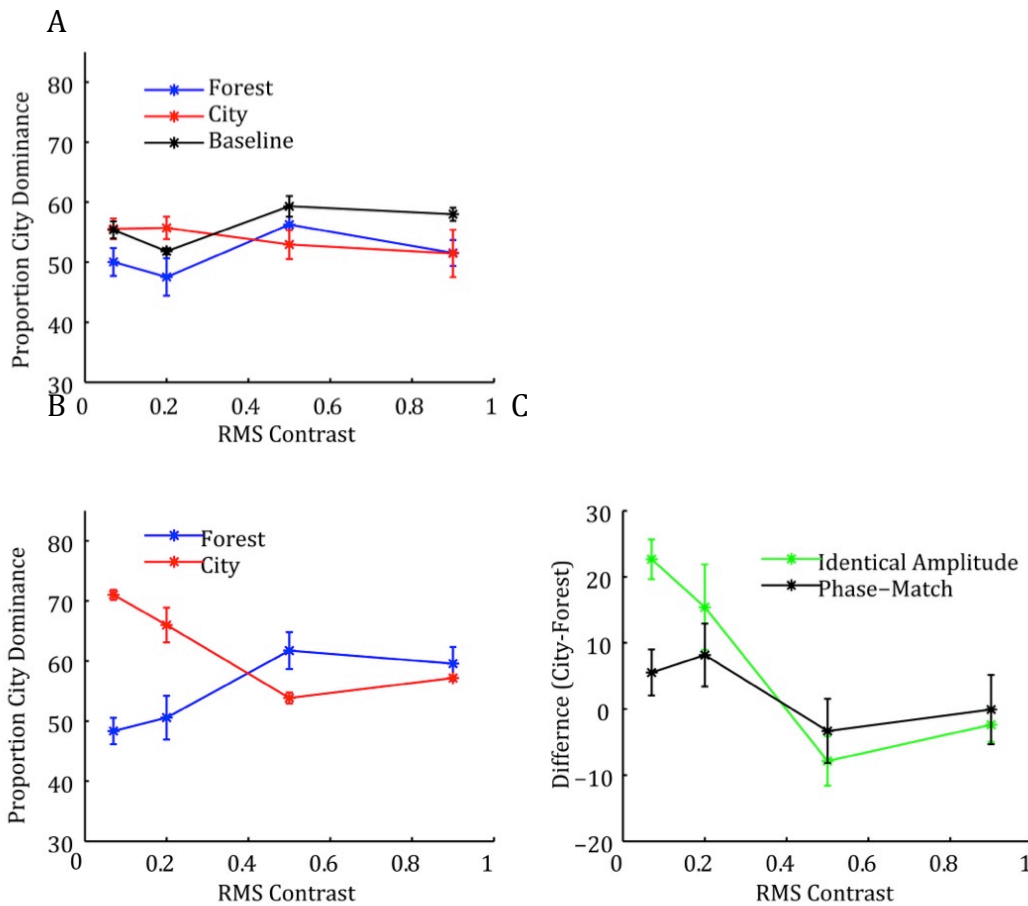 A
Proportion City Dominance
80
70
60
50
40
30
Forest
City
Baseline
0 0.2 0.4 0.6 0.8 1
RMS Contrast
B
Proportion City Dominance
80
70
60
50
40
30
Forest
City
0 0.2 0.4 0.6 0.8 1
RMS Contrast
C
Differnce (City-Forest)
30
20
10
0
−10
−20
Identical Amplitude
Phase−Match
0 0.2 0.4 0.6 0.8 1
RMS Contrast